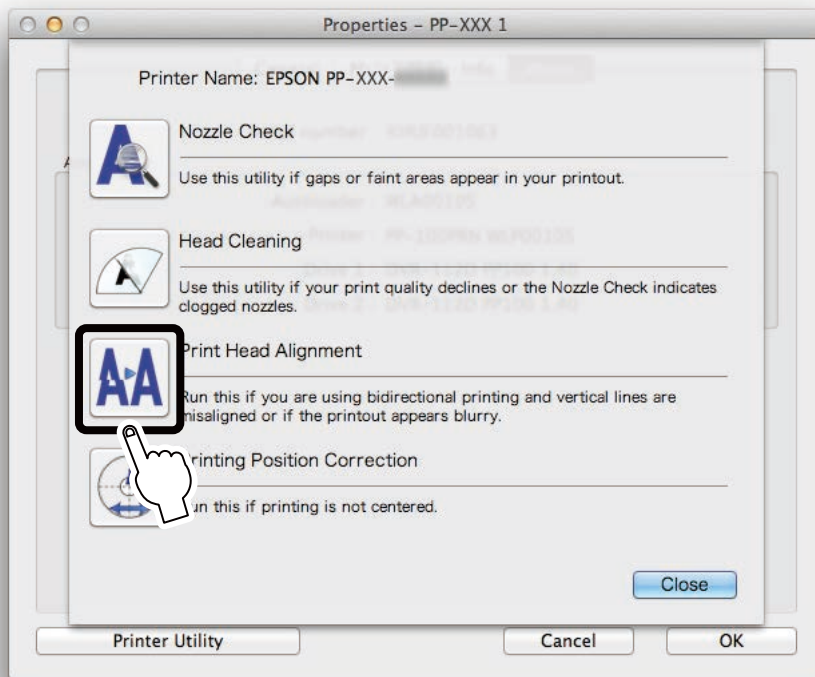 Properties – PP-XXX 1
Printer Name: EPSON PP-XXX-
Nozzle Check
Use this utility if gaps or faint areas appear in your printout.
Head Cleaning
Use this utility if your print quality declines or the Nozzle Check indicates
clogged nozzles.
Print Head Alignment
Run this if you are using bidirectional printing and vertical lines are
misaligned or if the printout appears blurry.
Printing Position Correction
Run this if printing is not centered.
Close
Printer Utility
Cancel
OK